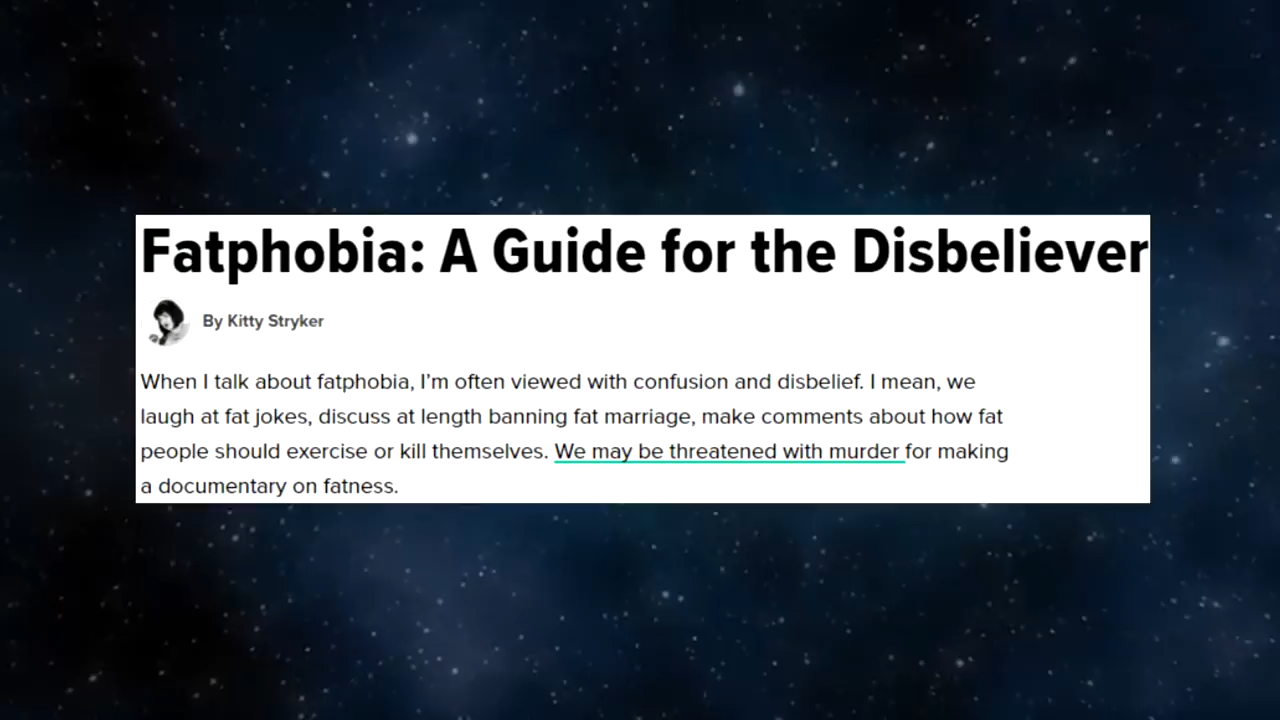 Fatphobia: A Guide for the Disbeliever
By Kitty Stryker
When I talk about fatphobia, I'm often viewed with confusion and disbelief. I mean, we
laugh at fat jokes, discuss at length banning fat marriage, make comments about how fat
people should exercise or kill themselves. We may be threatened with murder for making
a documentary on fatness.